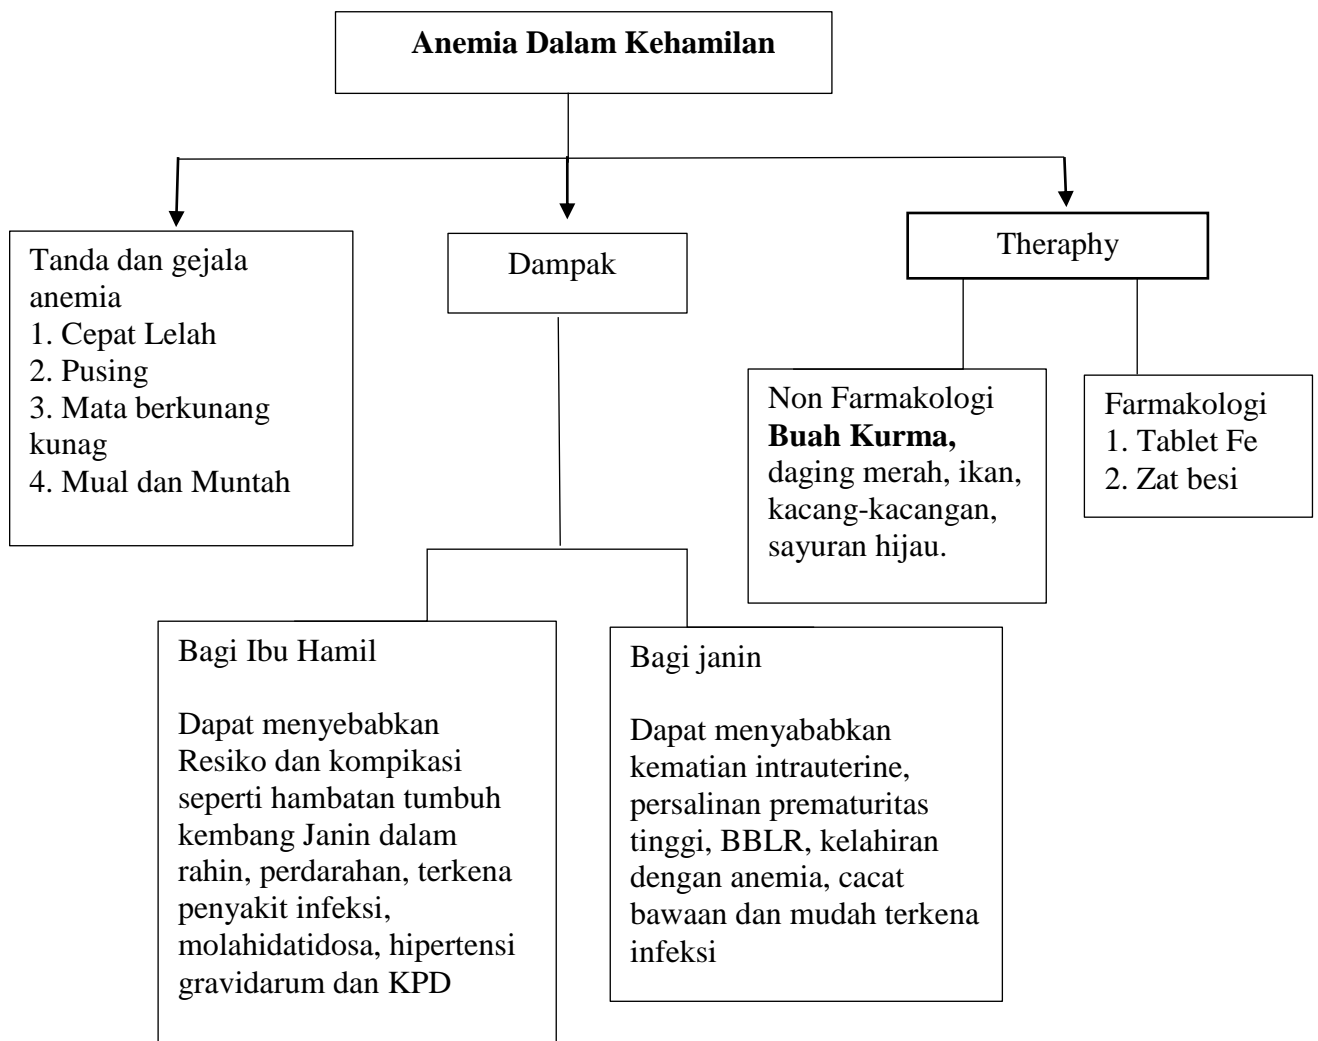 Anemia Dalam Kehamilan
Tanda dan gejala
anemia
1. Cepat Lelah
2. Pusing
3. Mata berkunang
kunag
4. Mual dan Muntah
Dampak
Theraphy
Non Farmakologi
Buah Kurma,
daging merah, ikan,
kacang-kacangan,
sayuran hijau.
Farmakologi
1. Tablet Fe
2. Zat besi
Bagi Ibu Hamil
Dapat menyebabkan
Resiko dan kompikasi
seperti hambatan tumbuh
kembang Janin dalam
rahin, perdarahan, terkena
penyakit infeksi,
molahidatidosa, hipertensi
gravidarum dan KPD
Bagi janin
Dapat menyababkan
kematian intrauterine,
persalinan prematuritas
tinggi, BBLR, kelahiran
dengan anemia, cacat
bawaan dan mudah terkena
infeksi